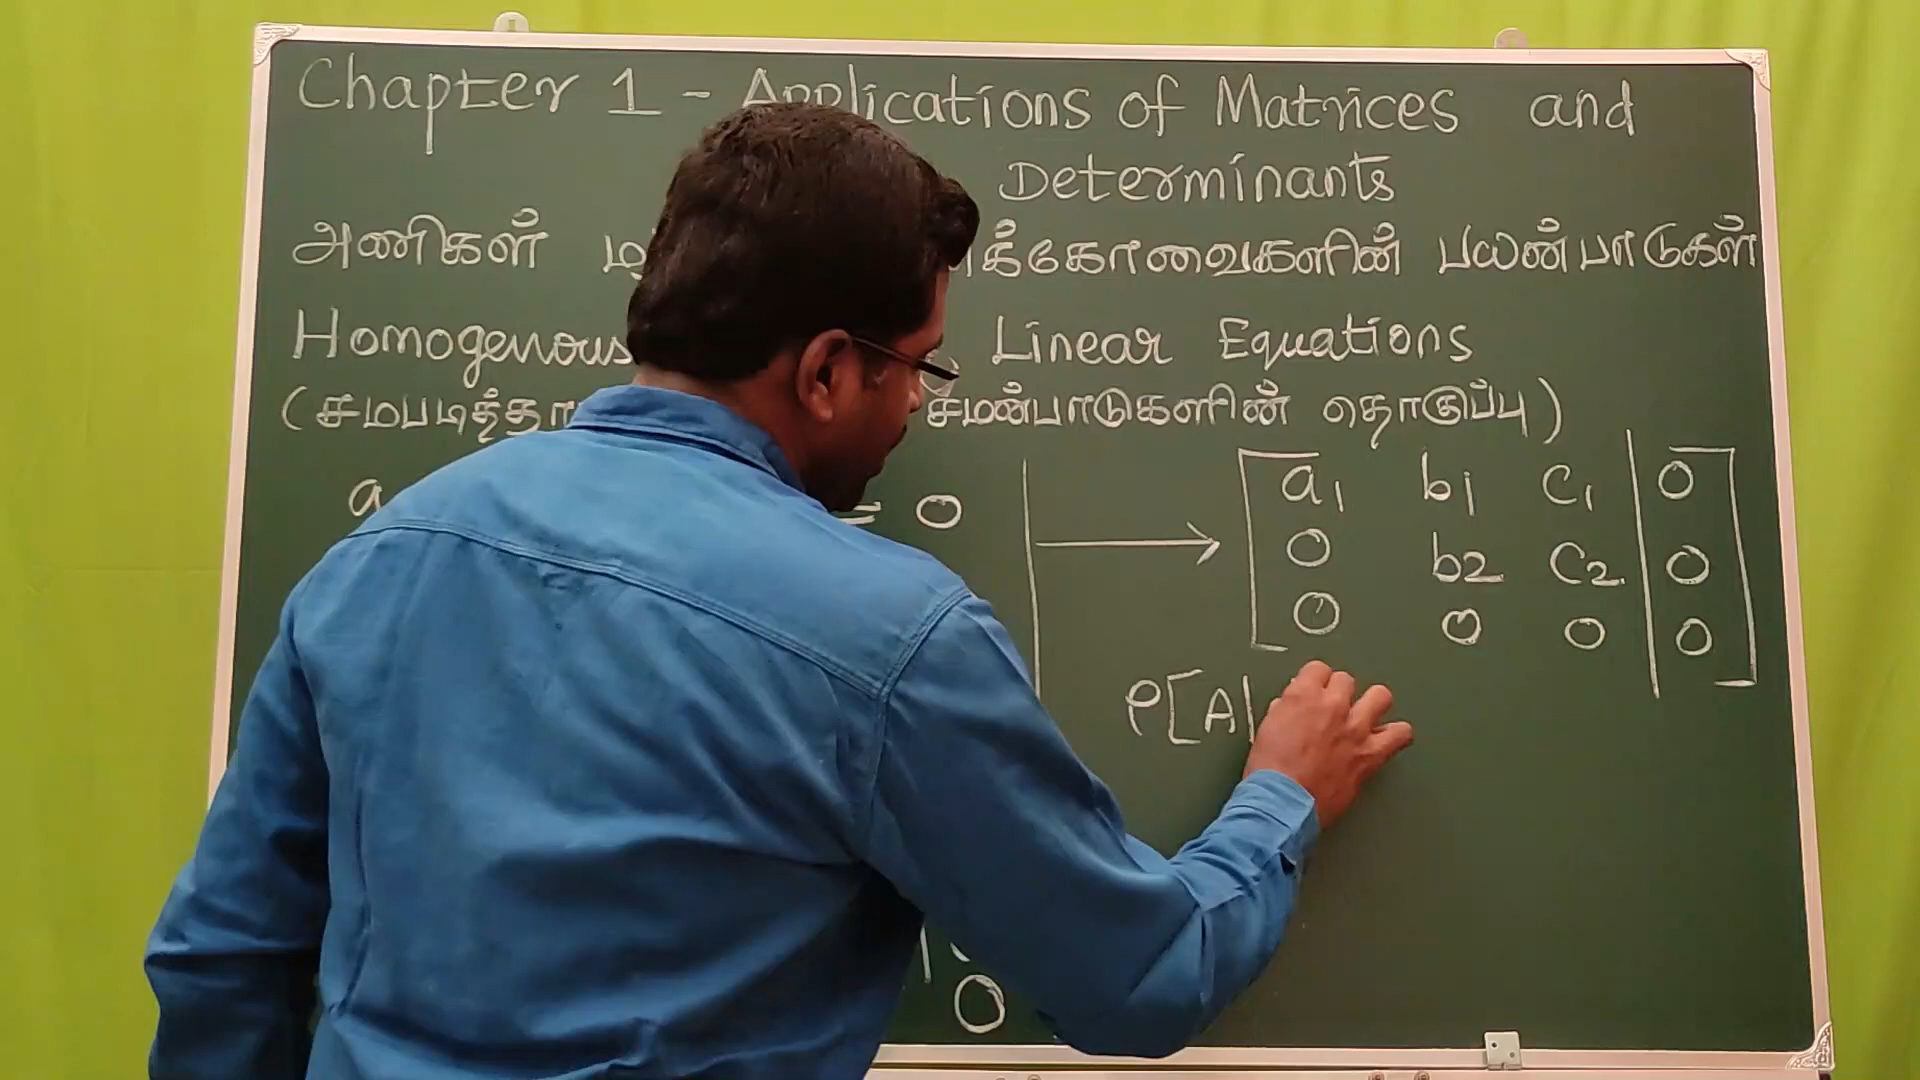 Chapter 1 - Applications of Matrices and
Determinants
அணிகள் க்கோவைகளின் பயன்பாடுகள்
Homogenous Linear Equations
(சமபடித்தா சமன்பாடுகளின் தொகுப்பு)
a = 0
a1 b1 c1 | 0
0 b2 c2 | 0
0 0 0 | 0
ρ[A|
0